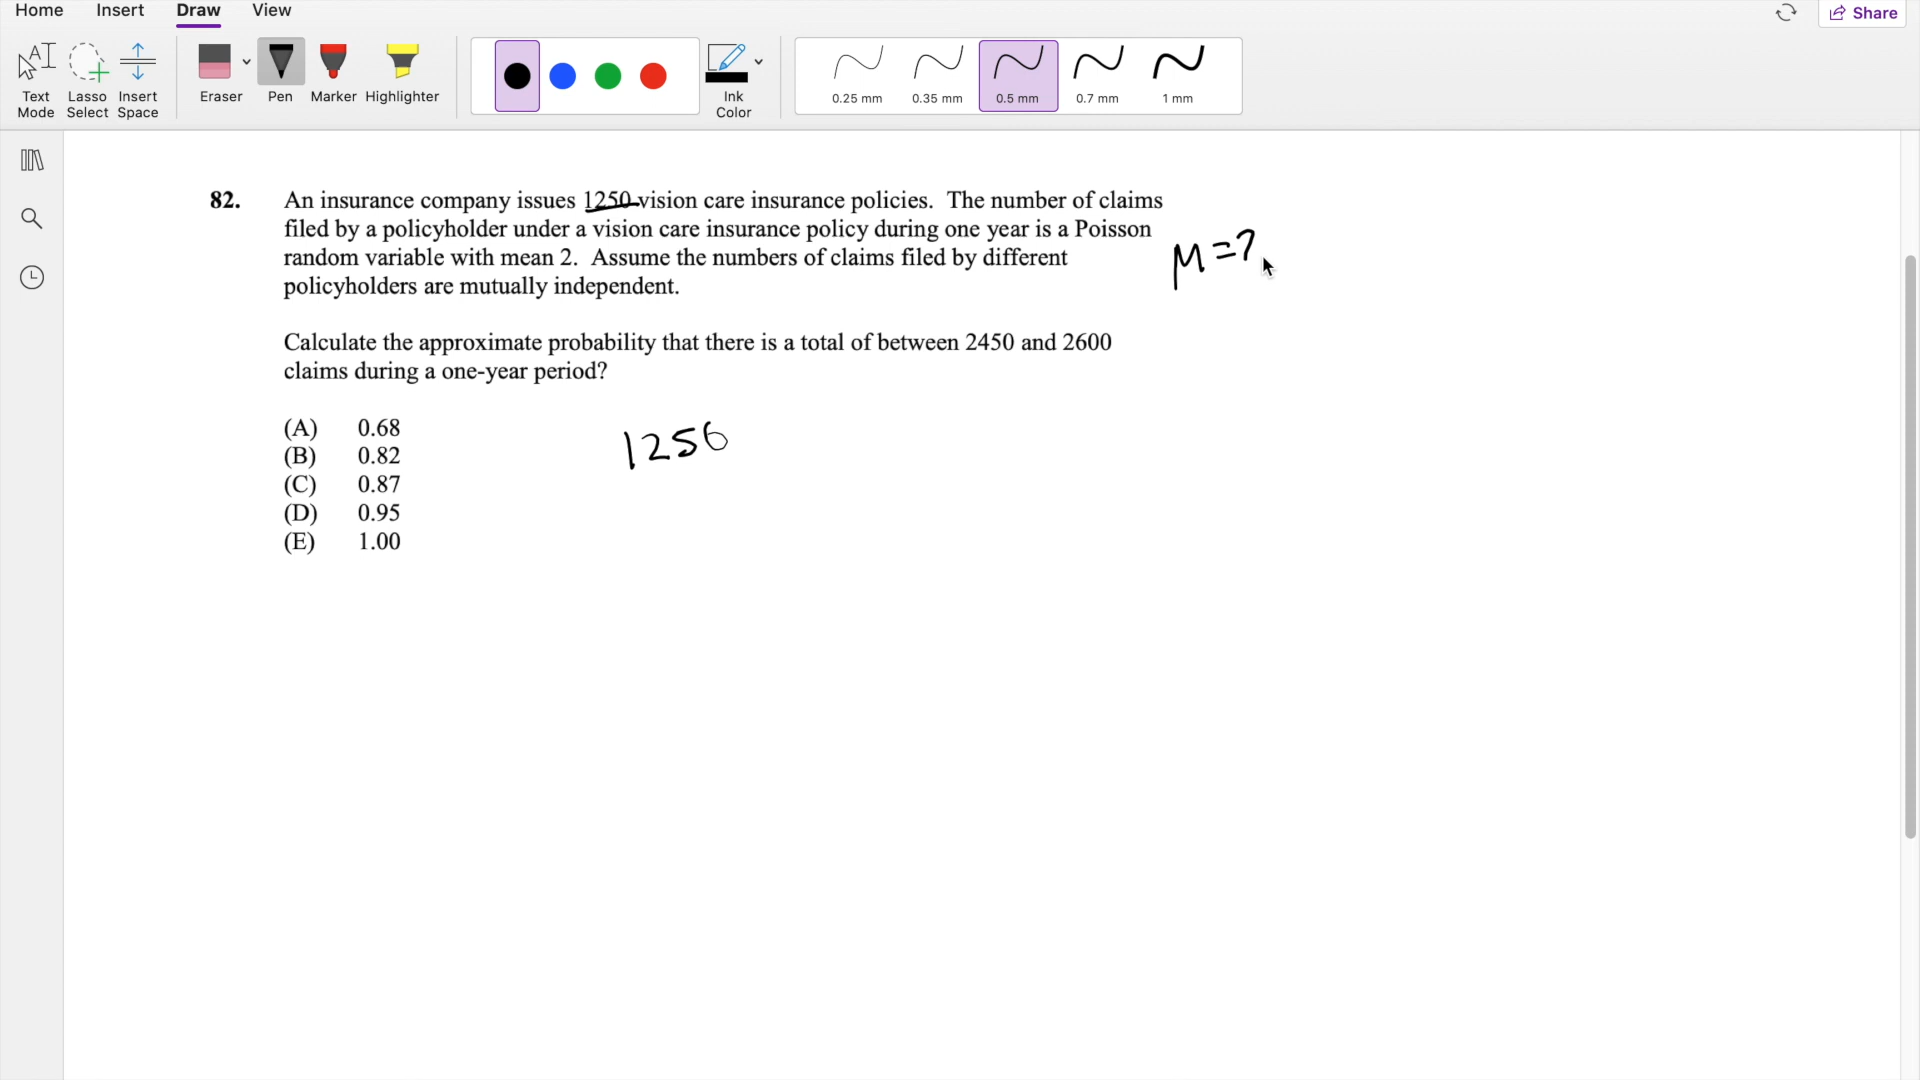 Home Insert Draw View
Share
Text Mode
Lasso Select
Insert Space
Eraser
Pen
Marker
Highlighter
Ink Color
0.25 mm
0.35 mm
0.5 mm
0.7 mm
1 mm
82. An insurance company issues 1250 vision care insurance policies. The number of claims
filed by a policyholder under a vision care insurance policy during one year is a Poisson
random variable with mean 2. Assume the numbers of claims filed by different
policyholders are mutually independent.
μ = ?
Calculate the approximate probability that there is a total of between 2450 and 2600
claims during a one-year period?
(A) 0.68
(B) 0.82
(C) 0.87
(D) 0.95
(E) 1.00
1250